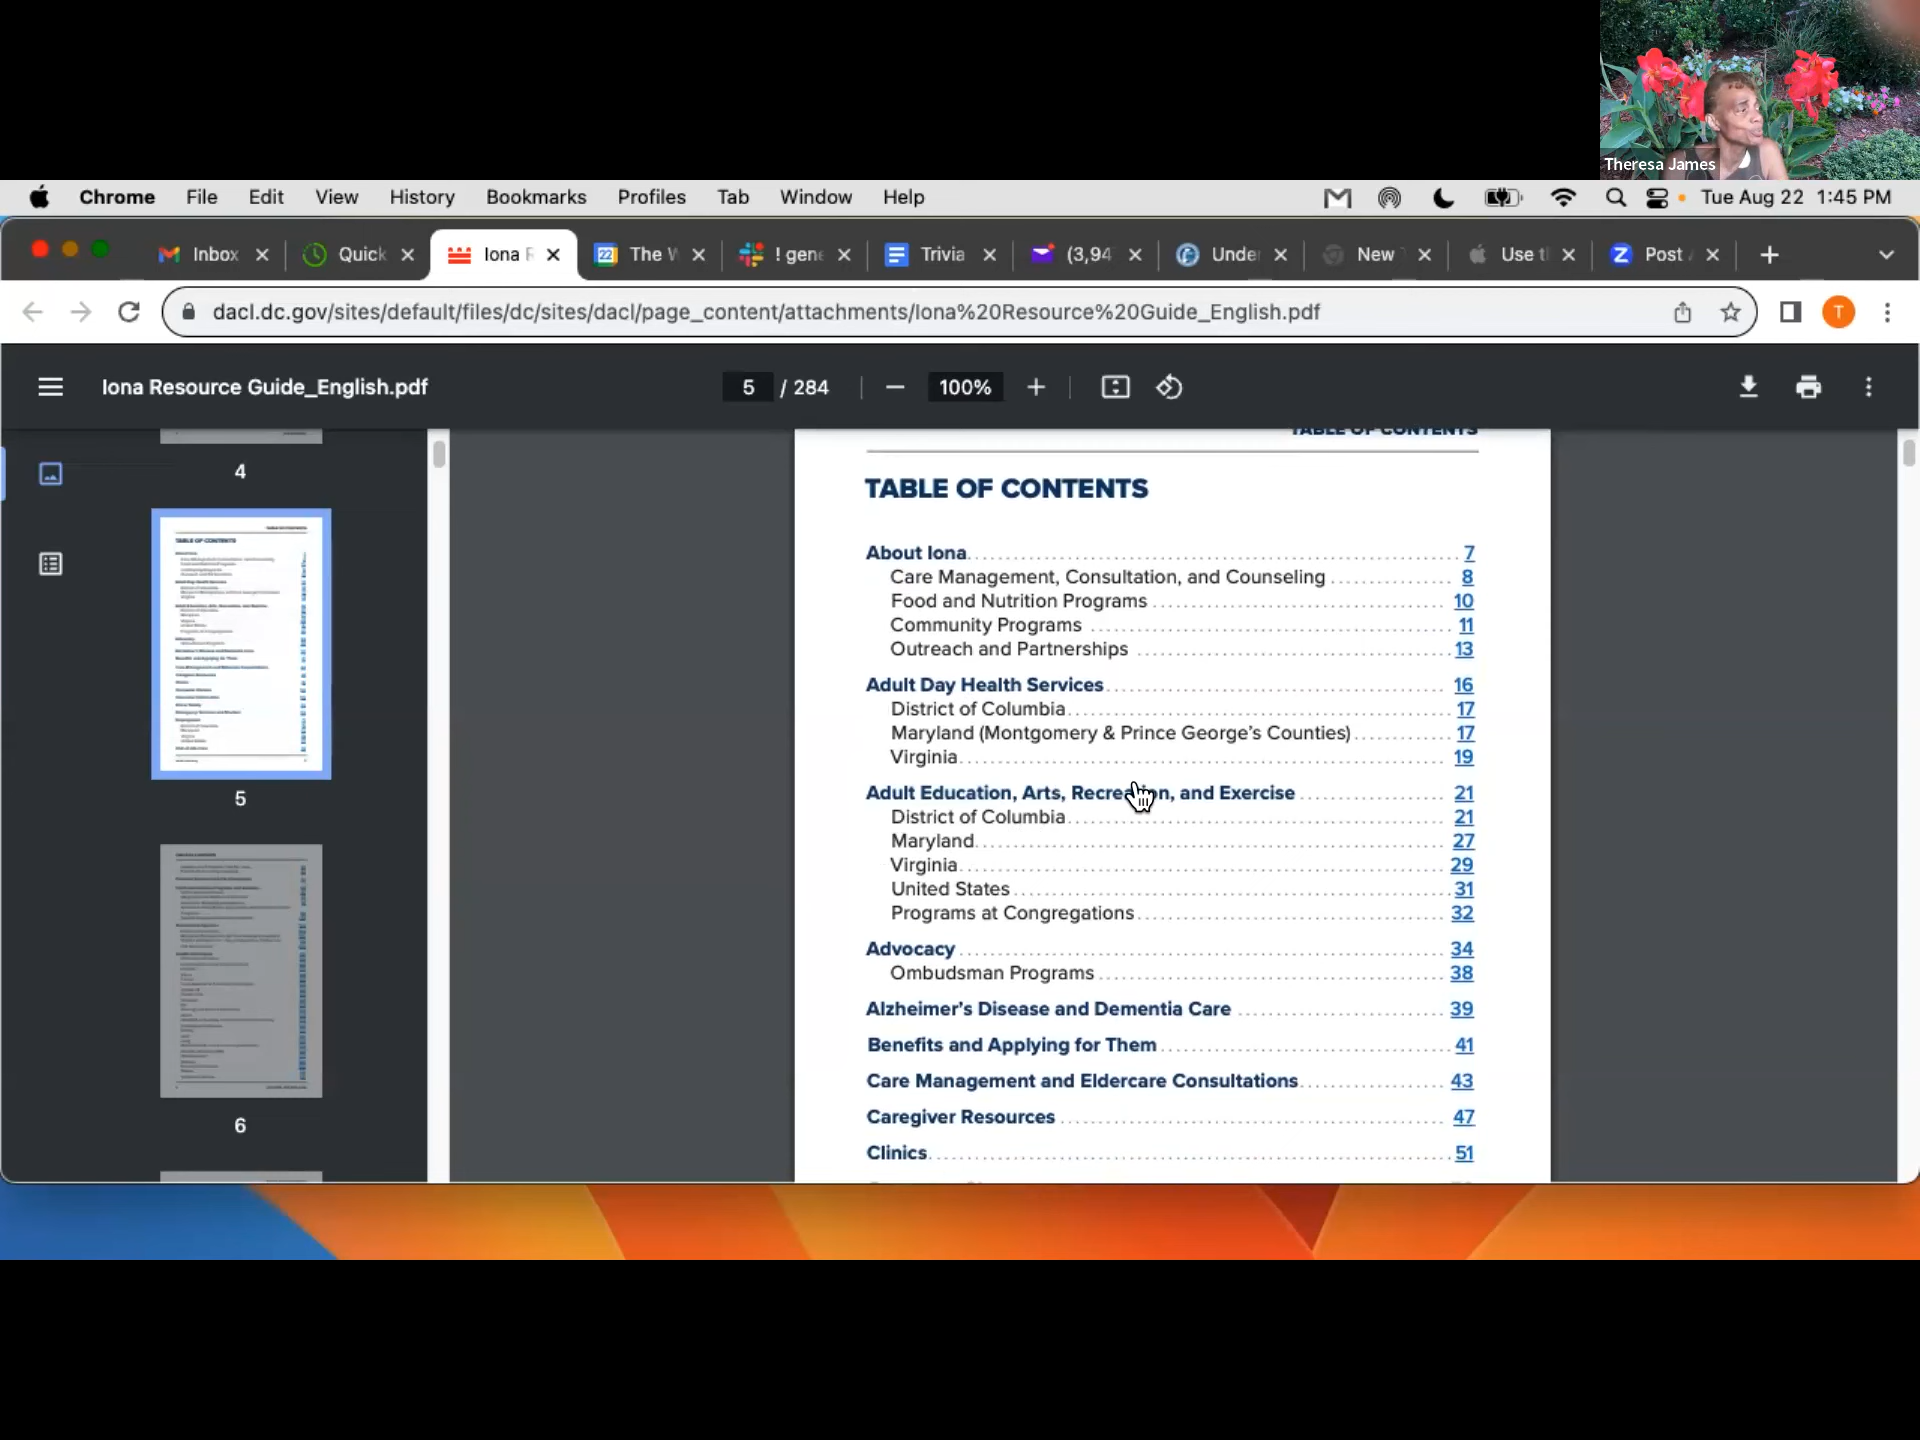 Theresa James
Chrome File Edit View History Bookmarks Profiles Tab Window Help Tue Aug 22 1:45 PM
Inbox Quick Iona R 22 The W ! gene Trivia (3,94 Under New Use t Post
dacl.dc.gov/sites/default/files/dc/sites/dacl/page_content/attachments/Iona%20Resource%20Guide_English.pdf T
Iona Resource Guide_English.pdf 5 / 284 100%
TABLE OF CONTENTS
4
5
6
TABLE OF CONTENTS
About Iona 7
Care Management, Consultation, and Counseling 8
Food and Nutrition Programs 10
Community Programs 11
Outreach and Partnerships 13
Adult Day Health Services 16
District of Columbia 17
Maryland (Montgomery & Prince George's Counties) 17
Virginia 19
Adult Education, Arts, Recreation, and Exercise 21
District of Columbia 21
Maryland 27
Virginia 29
United States 31
Programs at Congregations 32
Advocacy 34
Ombudsman Programs 38
Alzheimer's Disease and Dementia Care 39
Benefits and Applying for Them 41
Care Management and Eldercare Consultations 43
Caregiver Resources 47
Clinics 51